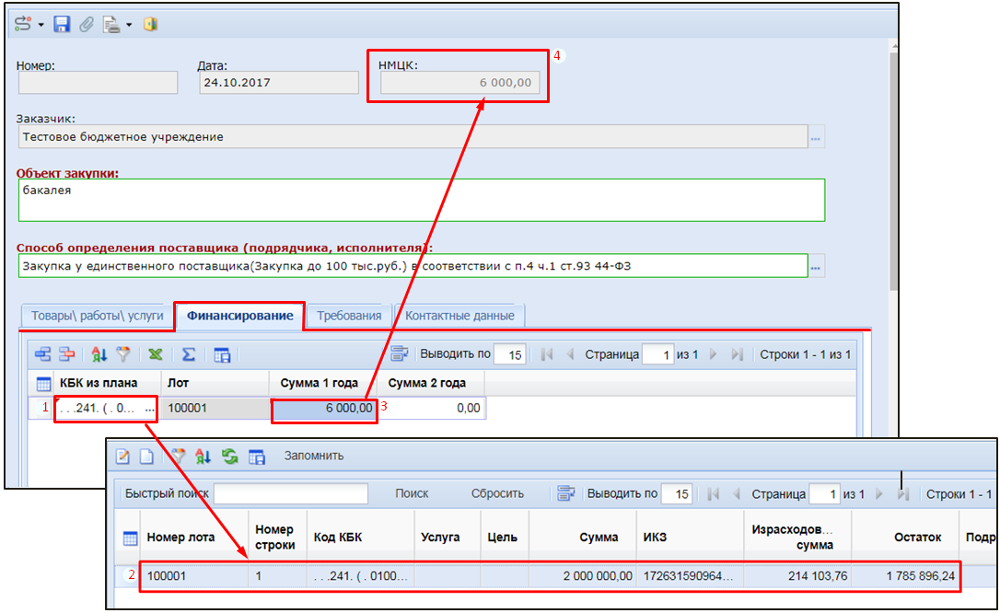 Номер: Дата: НМЦК: 4
24.10.2017 6 000,00
Заказчик:
Тестовое бюджетное учреждение ...
Объект закупки:
бакалея
Способ определения поставщика (подрядчика, исполнителя):
Закупка у единственного поставщика(Закупка до 100 тыс.руб.) в соответствии с п.4 ч.1 ст.93 44-ФЗ ...
Товары\ работы\ услуги Финансирование Требования Контактные данные
Выводить по 15 Страница 1 из 1 Строки 1 - 1 из 1
КБК из плана Лот Сумма 1 года Сумма 2 года
1 . . .241. ( . 0... ... 100001 6 000,00 3 0,00
Запомнить
Быстрый поиск Поиск Сбросить Выводить по 15 Страница 1 из 1 Строки 1 - 1
Номер лота Номер строки Код КБК Услуга Цель Сумма ИКЗ Израсходов... сумма Остаток Подр
2 100001 1 . . .241. ( . 0100... 2 000 000,00 172631590964... 214 103,76 1 785 896,24